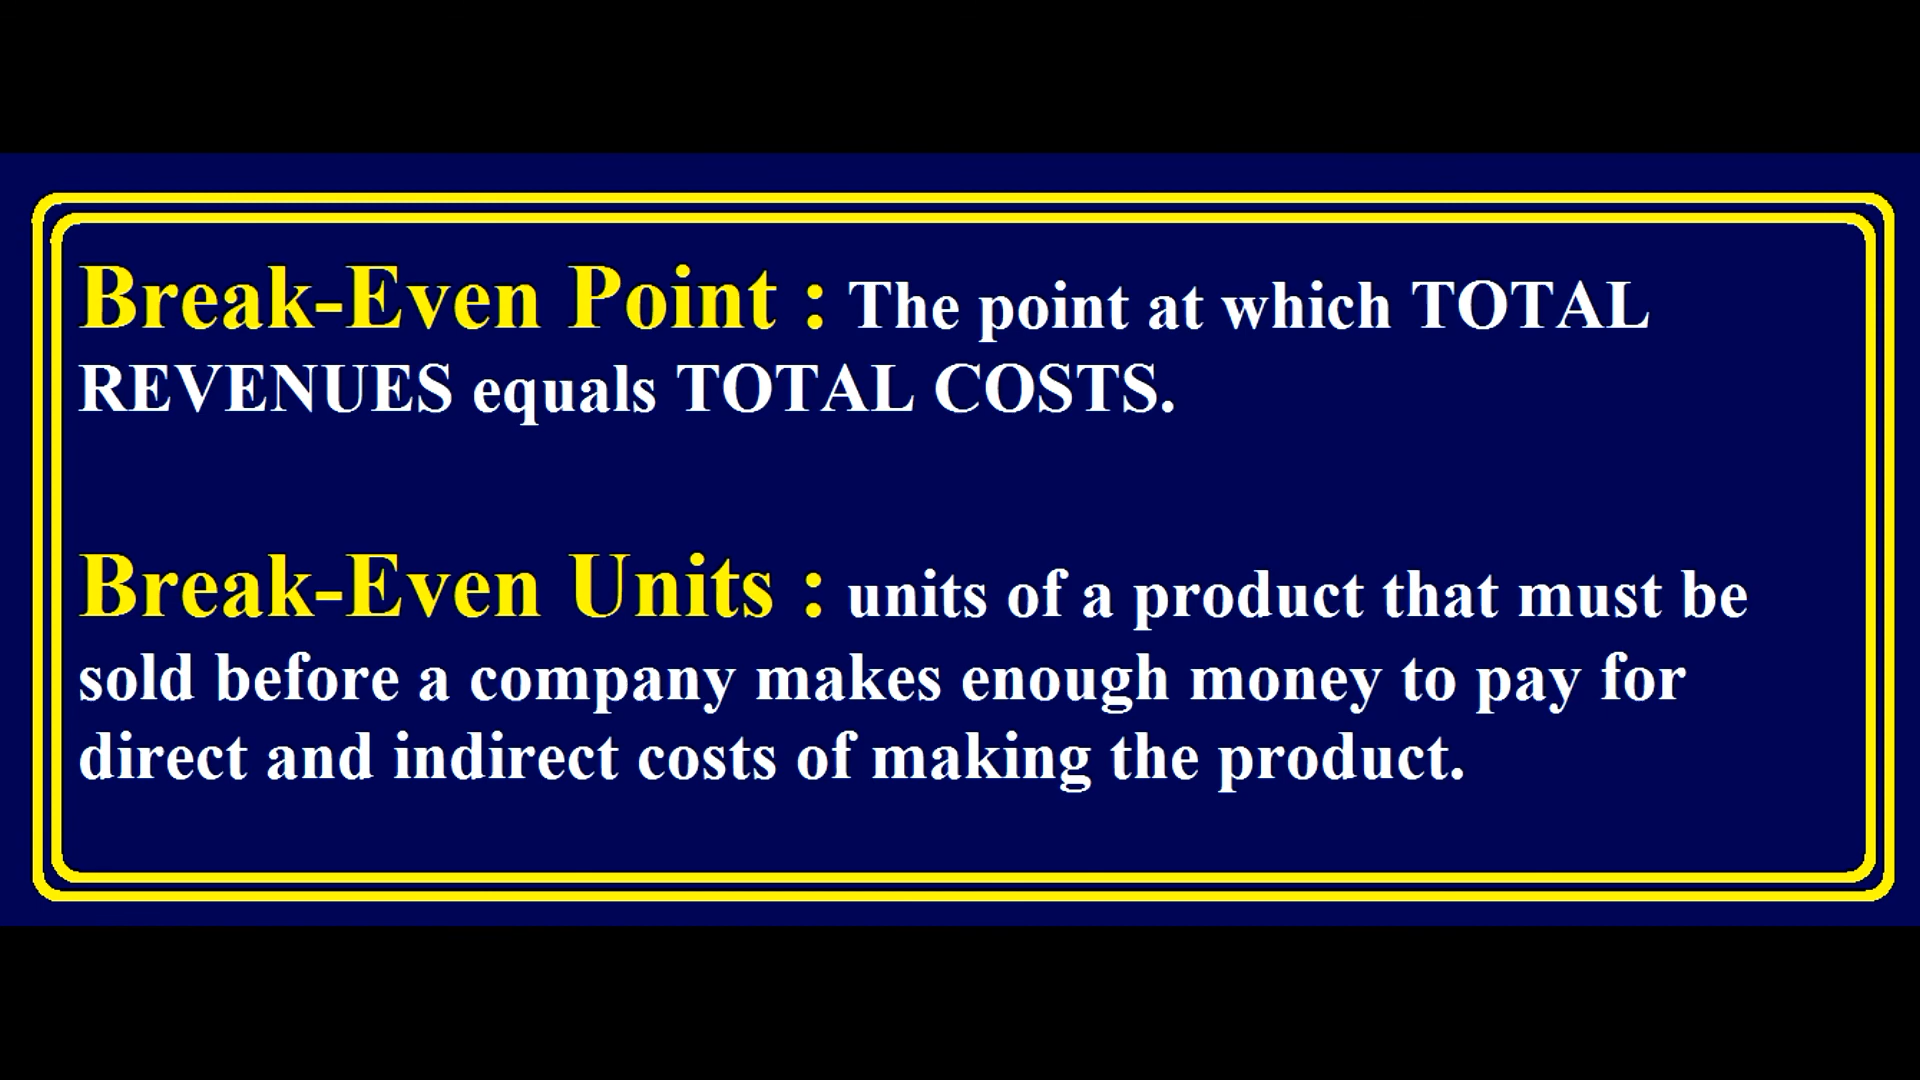 Break-Even Point : The point at which TOTAL
REVENUES equals TOTAL COSTS.
Break-Even Units : units of a product that must be
sold before a company makes enough money to pay for
direct and indirect costs of making the product.